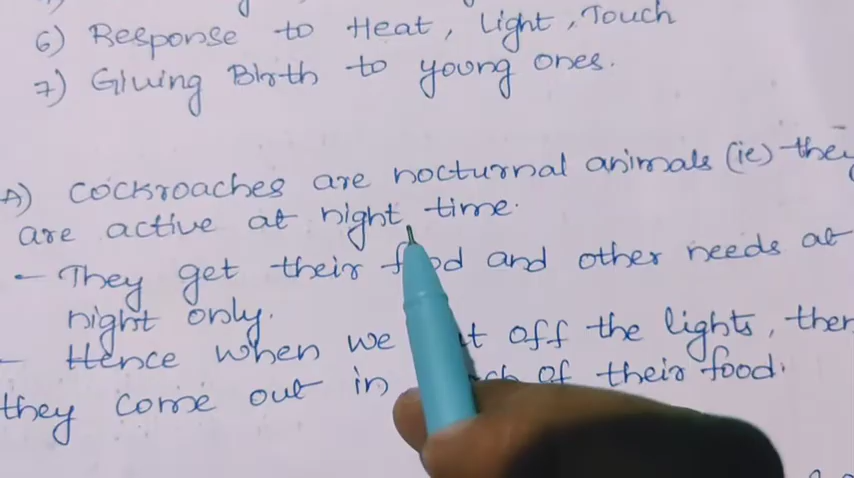 6) Response to Heat, Light, Touch
7) Giving Birth to young ones.
A) Cockroaches are nocturnal animals (ie) they
are active at night time.
- They get their food and other needs at
night only.
- Hence when we off the lights, then
they come out in of their food.